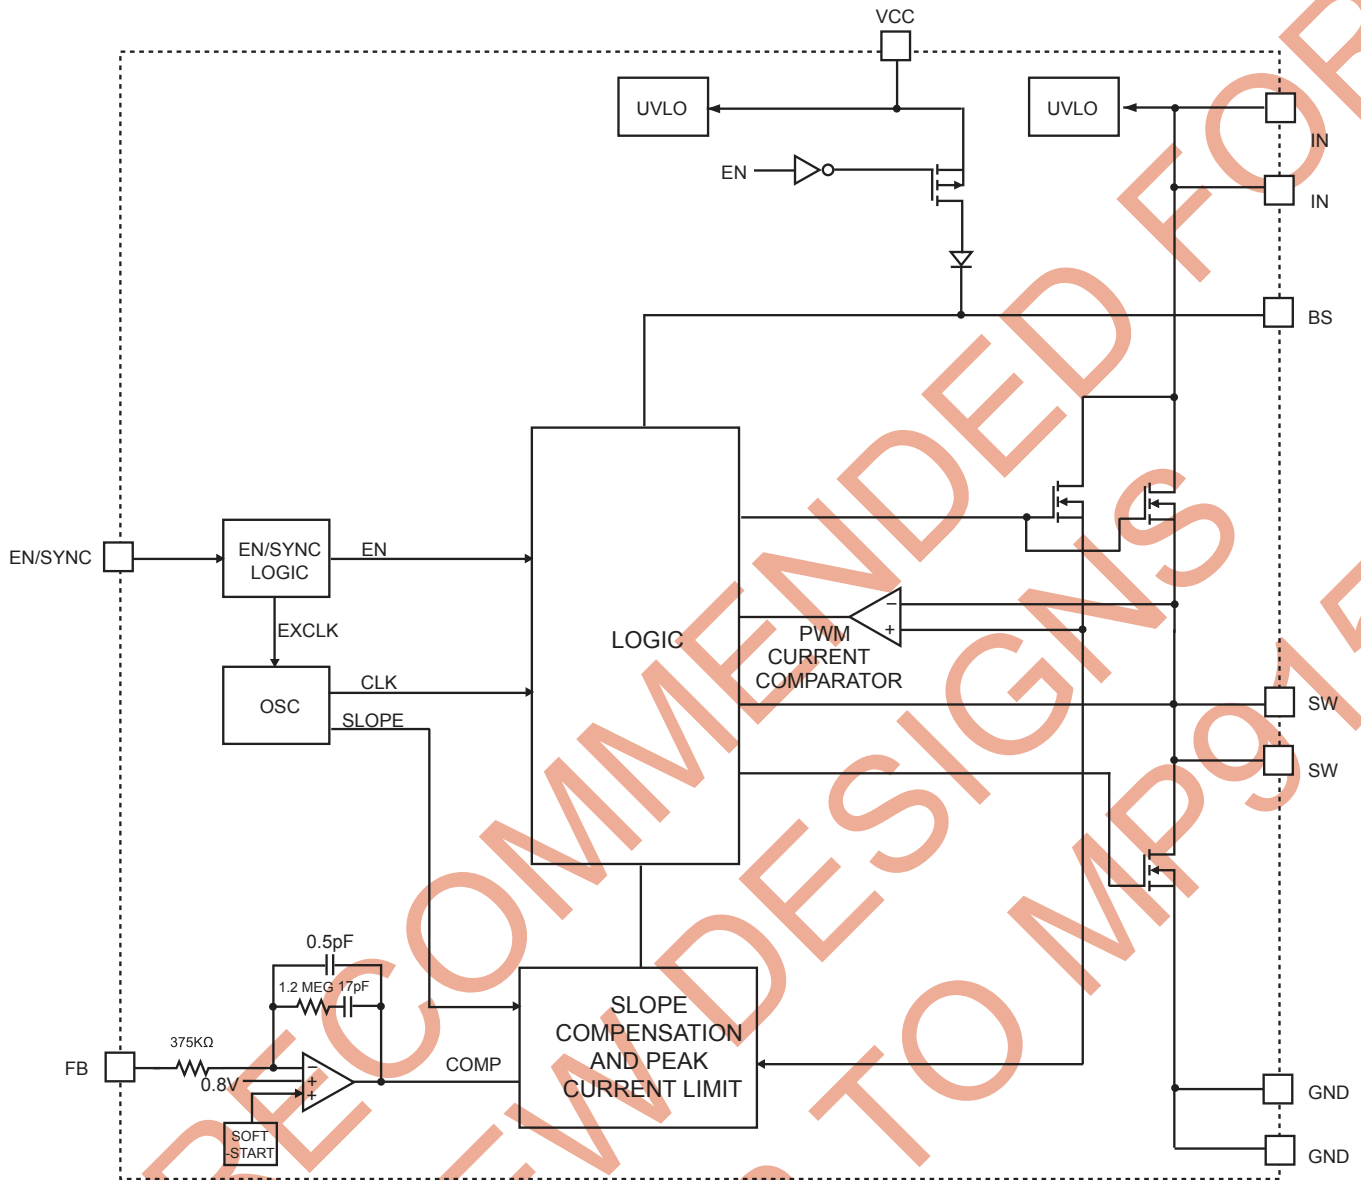 VCC
UVLO
UVLO
IN
EN
IN
BS
EN/SYNC
EN/SYNC
LOGIC
EN
EXCLK
LOGIC
PWM
CURRENT
COMPARATOR
−
+
OSC
CLK
SLOPE
SW
SW
0.5pF
1.2 MEG 17pF
375KΩ
FB
0.8V
−
+
+
SOFT
-START
COMP
SLOPE
COMPENSATION
AND PEAK
CURRENT LIMIT
GND
GND
RECOMMENDED FOR
EW DESIGNS
TO MP915